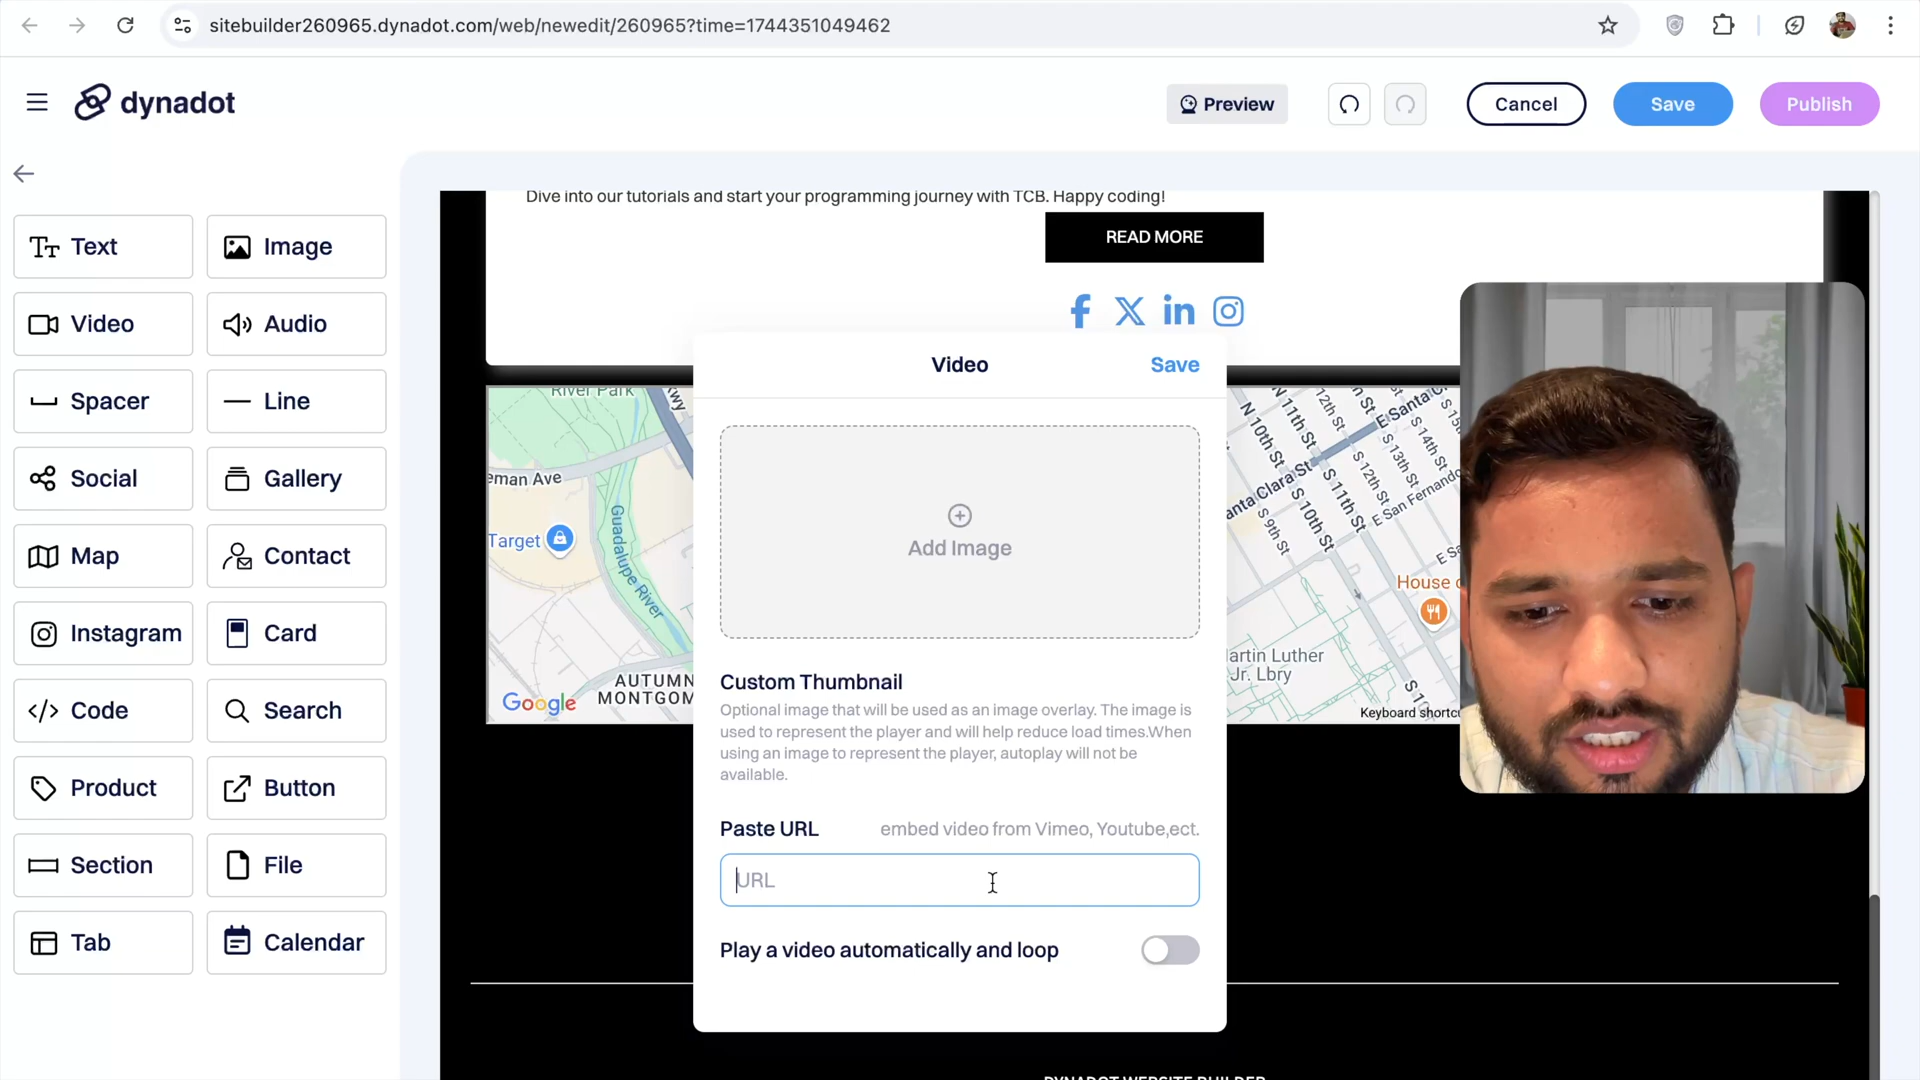 sitebuilder260965.dynadot.com/web/newedit/260965?time=1744351049462
dynadot
Preview
Cancel
Save
Publish
Text
Image
Video
Audio
Spacer
Line
Social
Gallery
Map
Contact
Instagram
Card
Code
Search
Product
Button
Section
File
Tab
Calendar
Dive into our tutorials and start your programming journey with TCB. Happy coding!
READ MORE
Video
Save
Add Image
Custom Thumbnail
Optional image that will be used as an image overlay. The image is
used to represent the player and will help reduce load times.When
using an image to represent the player, autoplay will not be
available.
Paste URL
embed video from Vimeo, Youtube,ect.
URL
Play a video automatically and loop
River Park
eman Ave
Target
Guadalupe River
AUTUMN
MONTGOM
Google
N 10th St
N 11th St
12th St
E Santa C
anta Clara St
S 9th St
S 10th St
S 11th St
S 12th St
S 13th St
S 14th St
S 15th
E San Fernando
E Sa
House
artin Luther
Jr. Lbry
S 10
Keyboard shortcu
DYNADOT WEBSITE BUILDER